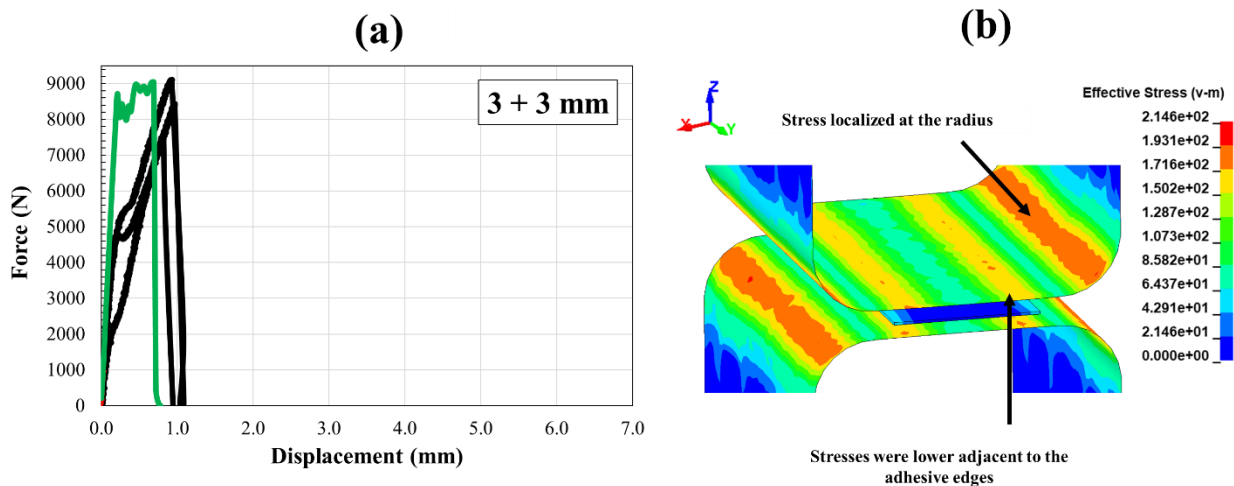 (a)
9000
8000
7000
6000
5000
4000
3000
2000
1000
0
Force (N)
3 + 3 mm
0.0 1.0 2.0 3.0 4.0 5.0 6.0 7.0
Displacement (mm)
(b)
Z
X
Y
Stress localized at the radius
Effective Stress (v-m)
2.146e+02
1.931e+02
1.716e+02
1.502e+02
1.287e+02
1.073e+02
8.582e+01
6.437e+01
4.291e+01
2.146e+01
0.000e+00
Stresses were lower adjacent to the
adhesive edges